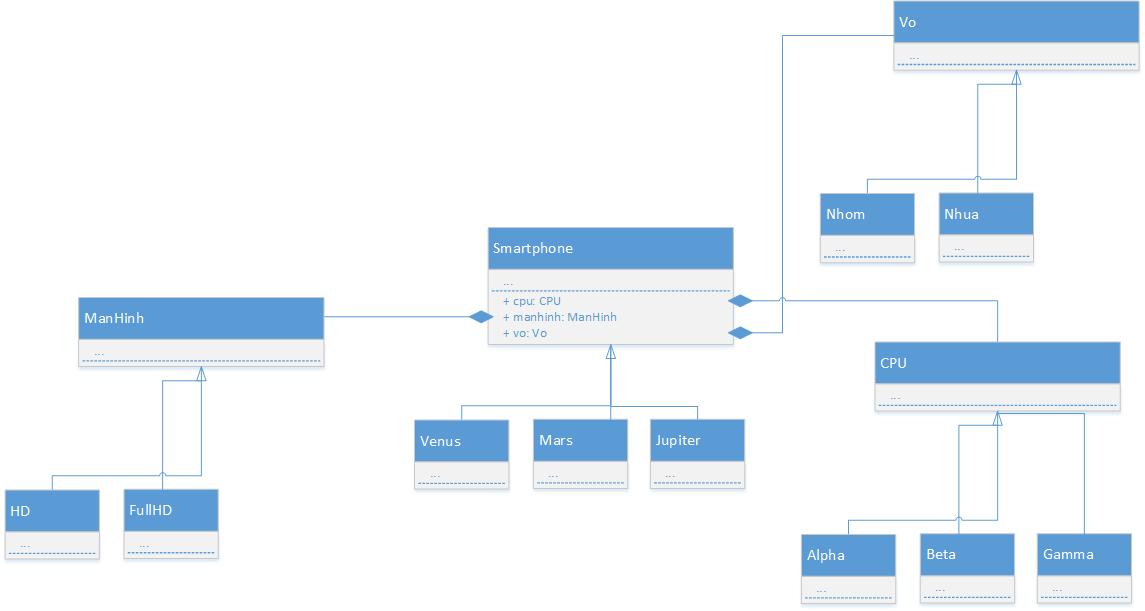 Vo
...
Nhom
...
Nhua
...
Smartphone
...
+ cpu: CPU
+ manhinh: ManHinh
+ vo: Vo
ManHinh
...
CPU
...
Venus
...
Mars
...
Jupiter
...
HD
...
FullHD
...
Alpha
...
Beta
...
Gamma
...